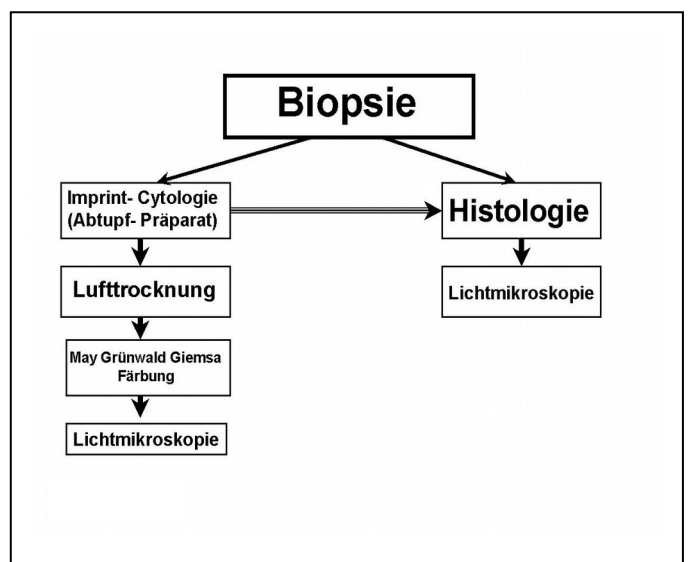 Biopsie
Imprint- Cytologie
(Abtupf- Präparat)
Histologie
Lufttrocknung
Lichtmikroskopie
May Grünwald Giemsa
Färbung
Lichtmikroskopie